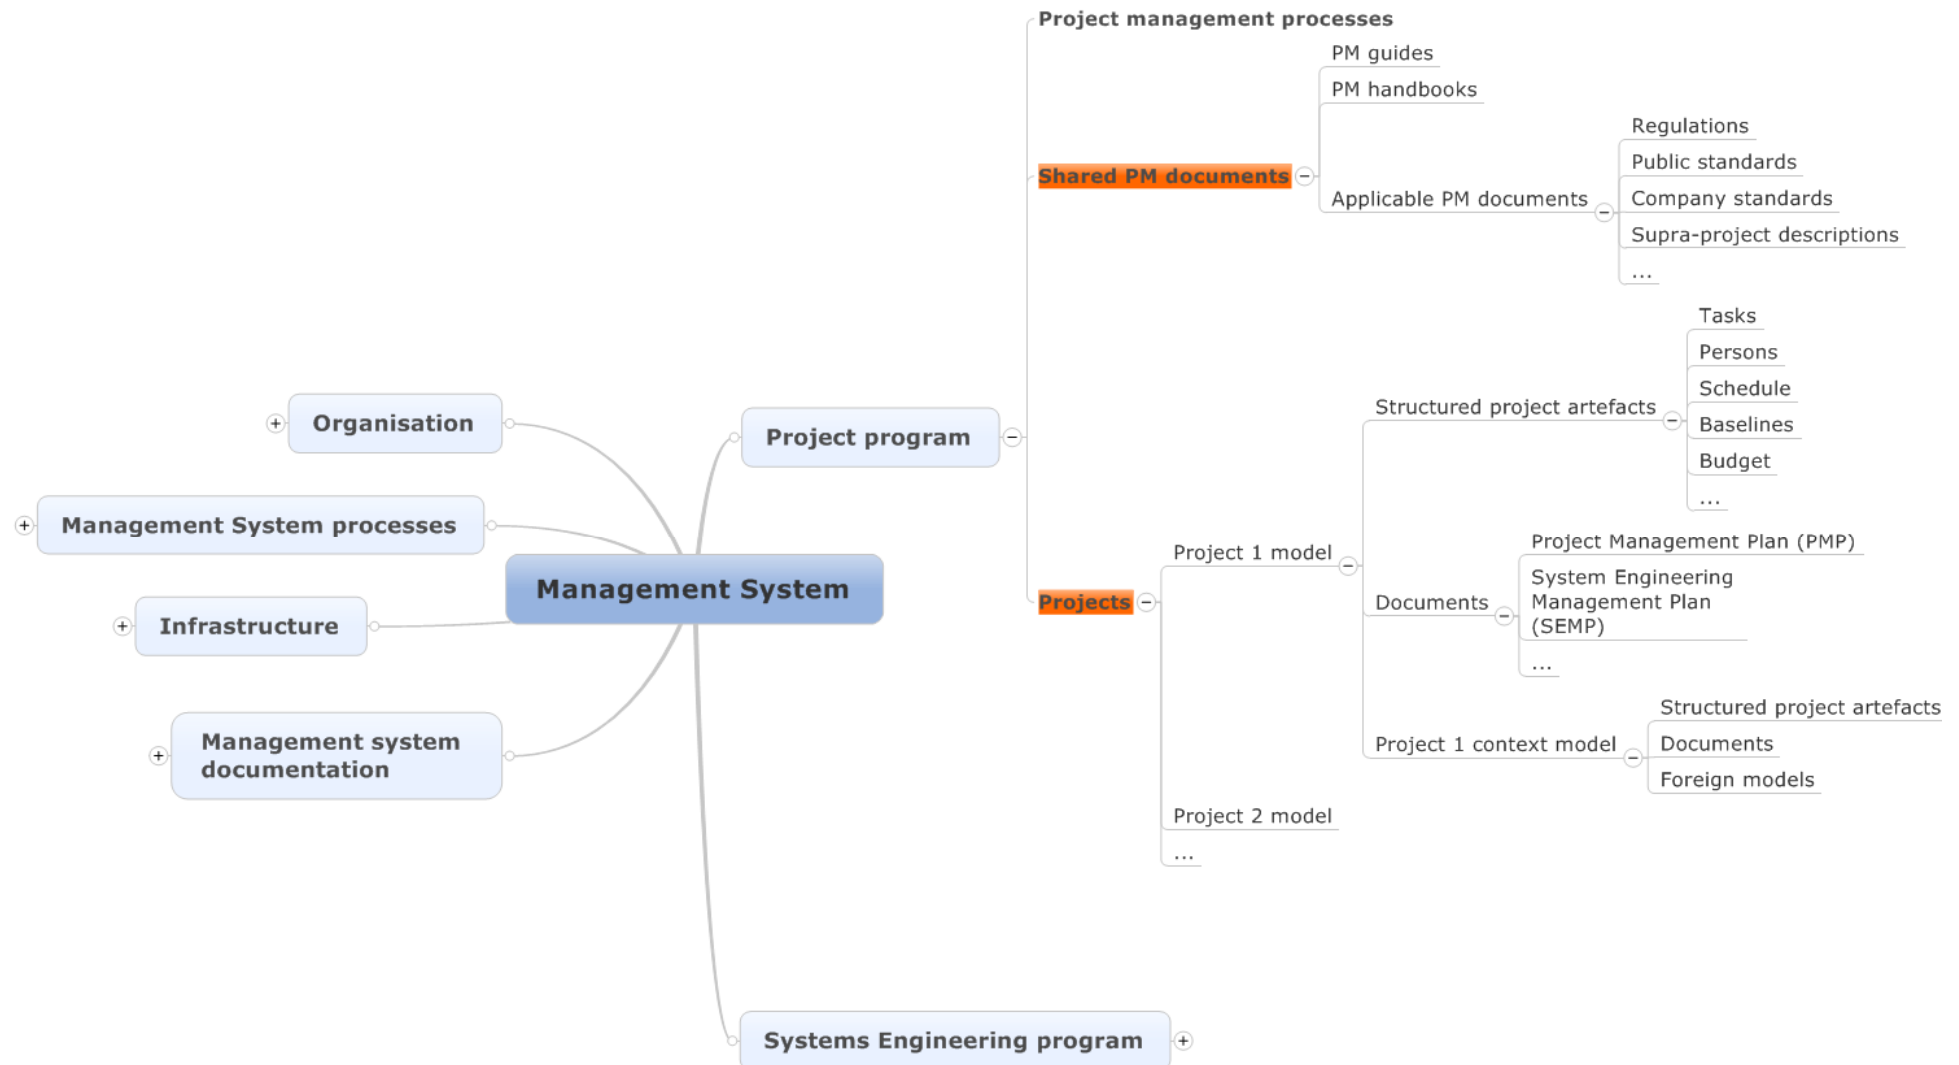 Project management processes
PM guides
PM handbooks
Regulations
Public standards
Shared PM documents
Applicable PM documents
Company standards
Supra-project descriptions
...
Tasks
Persons
Schedule
Structured project artefacts
Baselines
Budget
...
Organisation
Project program
Management System processes
Project Management Plan (PMP)
Project 1 model
System Engineering
Management Plan
(SEMP)
Management System
Projects
Documents
...
Infrastructure
Structured project artefacts
Project 1 context model
Documents
Foreign models
Management system
documentation
Project 2 model
...
Systems Engineering program